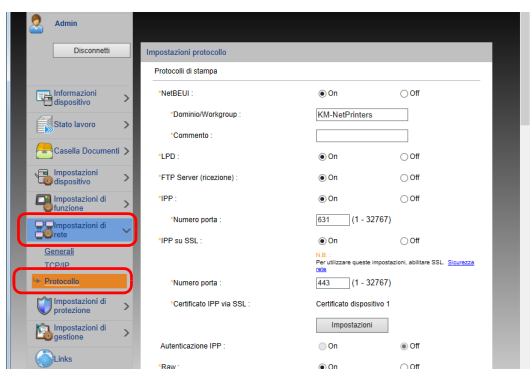 Admin
Disconnetti
Informazioni
dispositivo
Stato lavoro
Casella Documenti
Impostazioni
dispositivo
Impostazioni di
funzione
Impostazioni di
rete
Generali
TCP/IP
Protocollo
Impostazioni di
protezione
Impostazioni di
gestione
Links
Impostazioni protocollo
Protocolli di stampa
*NetBEUI : On Off
*Dominio/Workgroup : KM-NetPrinters
*Commento :
*LPD : On Off
*FTP Server (ricezione) : On Off
*IPP : On Off
*Numero porta : 631 (1 - 32767)
*IPP su SSL : On Off
N.B. :
Per utilizzare queste impostazioni, abilitare SSL. Sicurezza
rete
*Numero porta : 443 (1 - 32767)
*Certificato IPP via SSL : Certificato dispositivo 1
Impostazioni
Autenticazione IPP : On Off
*Raw : On Off